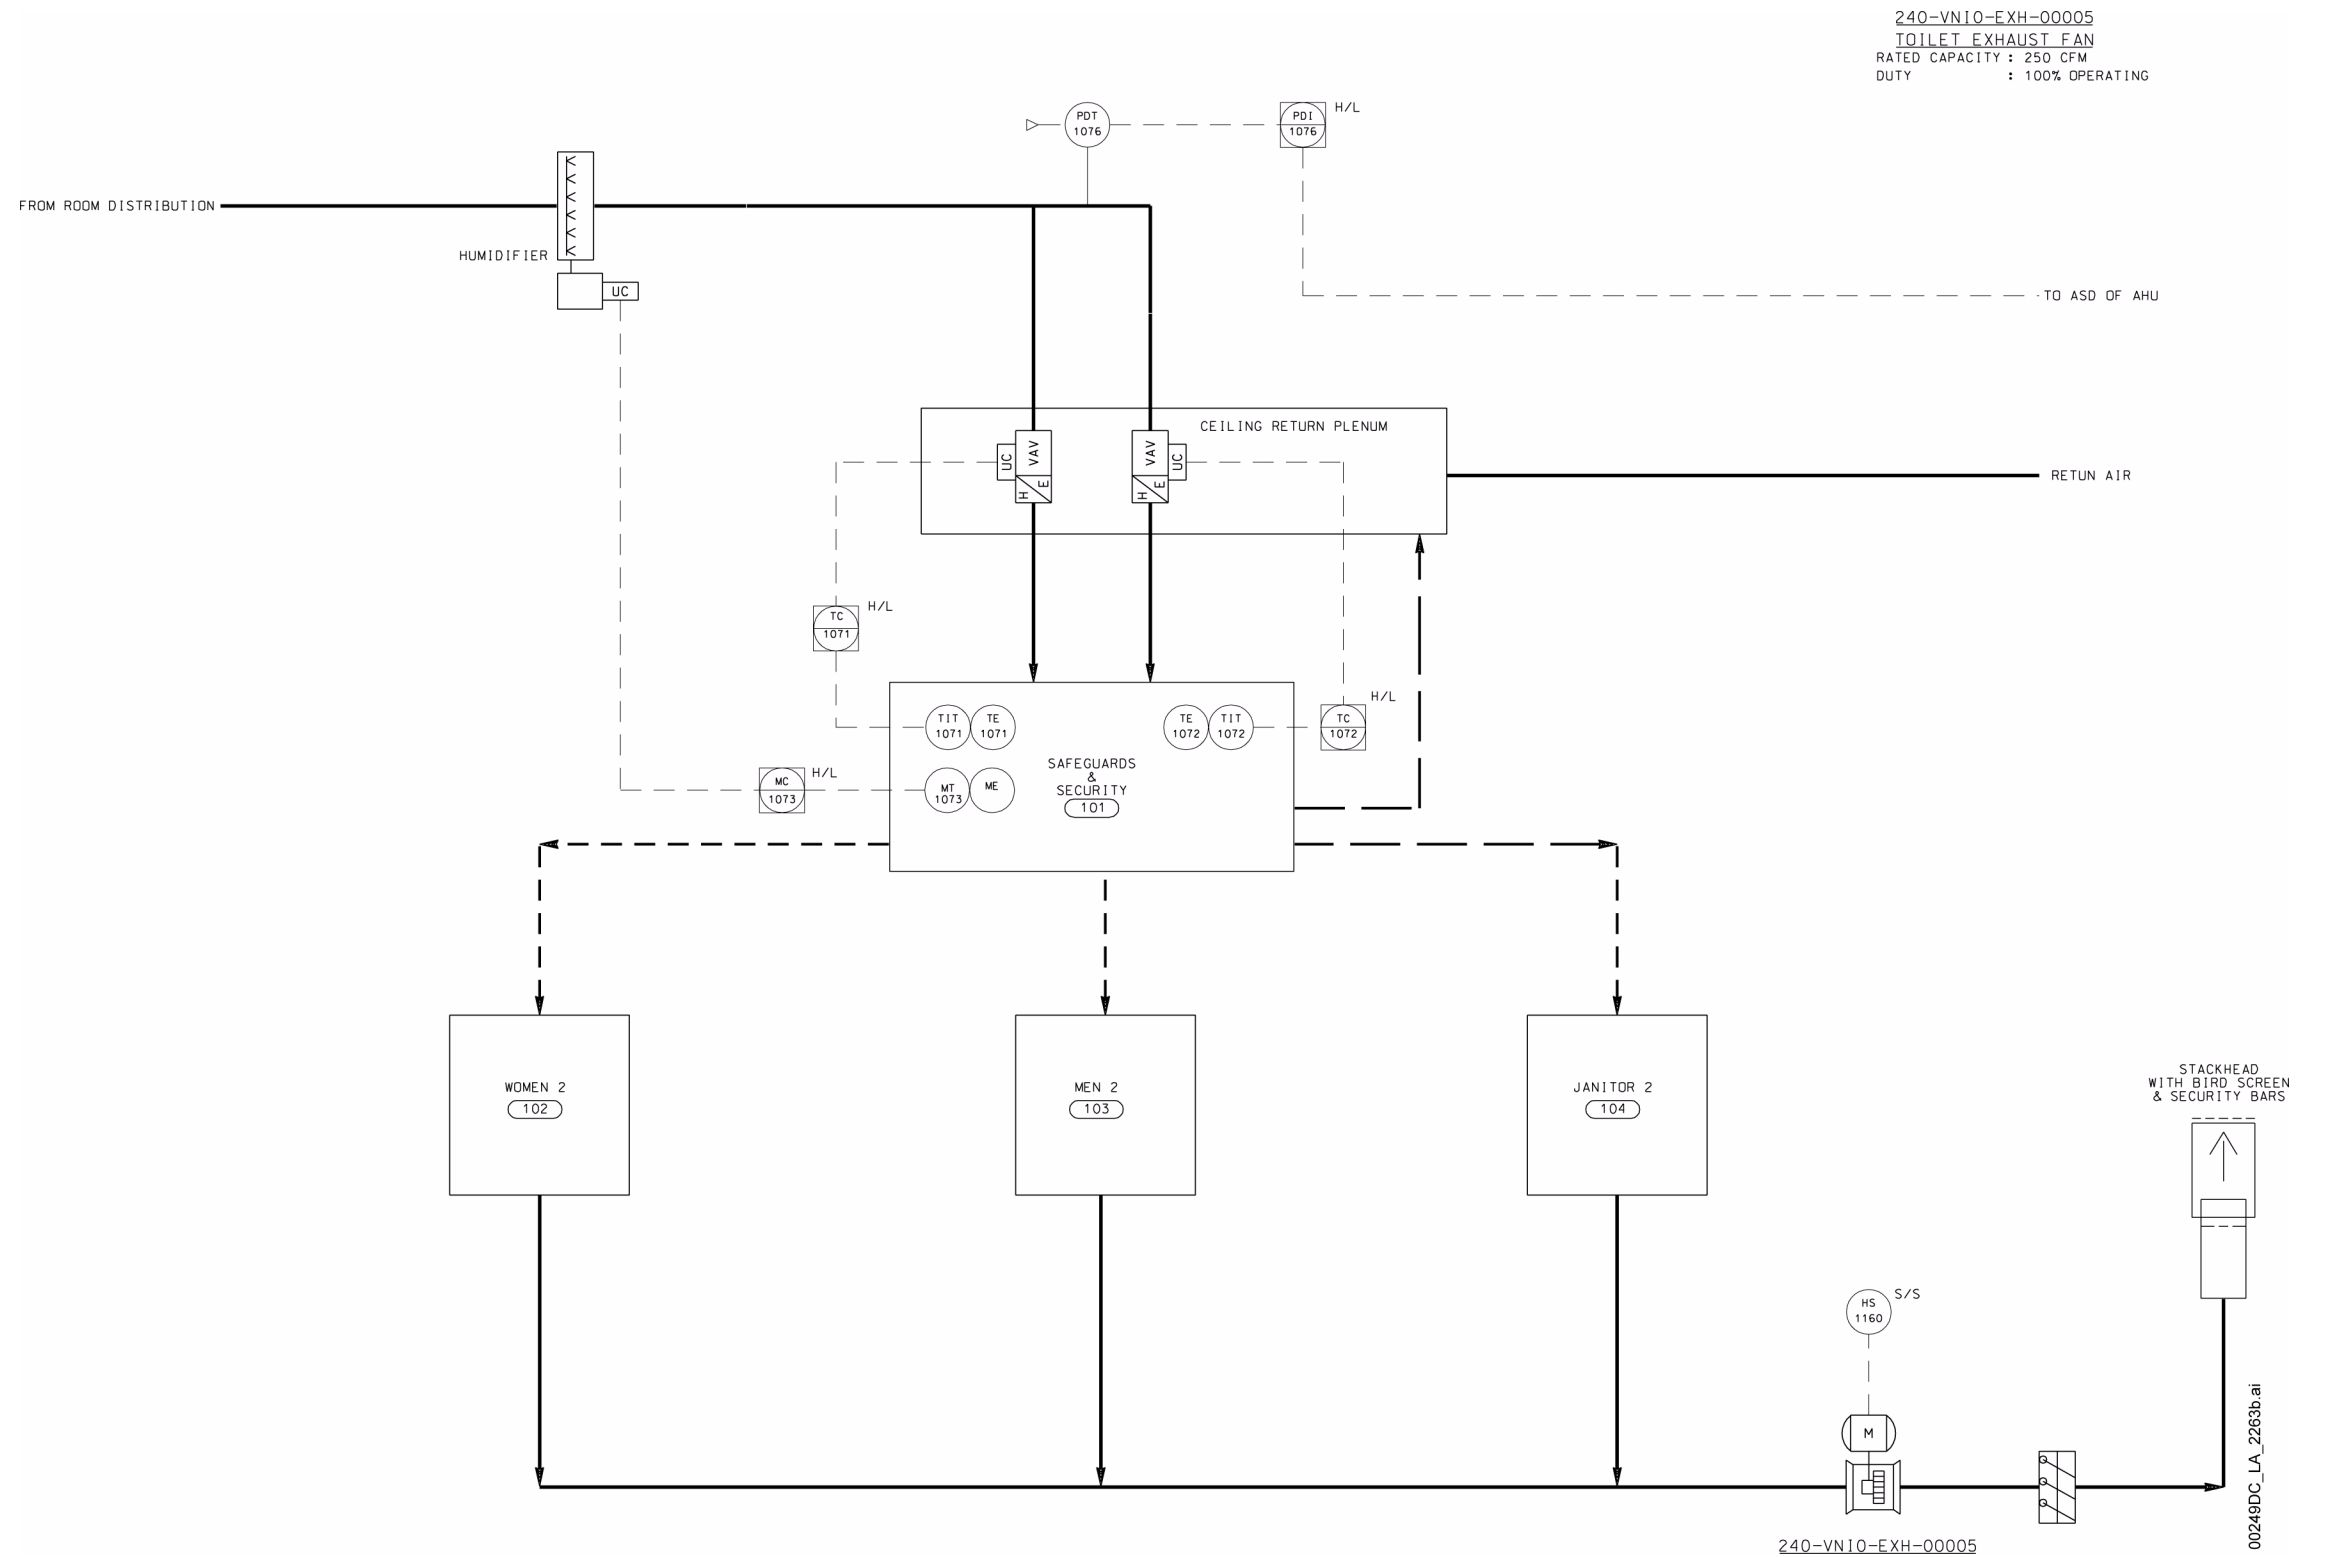 240-VNIO-EXH-00005
TOILET EXHAUST FAN
RATED CAPACITY : 250 CFM
DUTY : 100% OPERATING
PDT
1076
PDI
1076
H/L
FROM ROOM DISTRIBUTION
HUMIDIFIER
UC
TO ASD OF AHU
CEILING RETURN PLENUM
UC
VAV
H/E
VAV
UC
H/E
RETUN AIR
TC
1071
H/L
TIT
1071
TE
1071
TE
1072
TIT
1072
TC
1072
H/L
MC
1073
H/L
MT
1073
ME
SAFEGUARDS
&
SECURITY
101
WOMEN 2
102
MEN 2
103
JANITOR 2
104
STACKHEAD
WITH BIRD SCREEN
& SECURITY BARS
HS
1160
S/S
M
240-VNIO-EXH-00005
00249DC_LA_2263b.ai